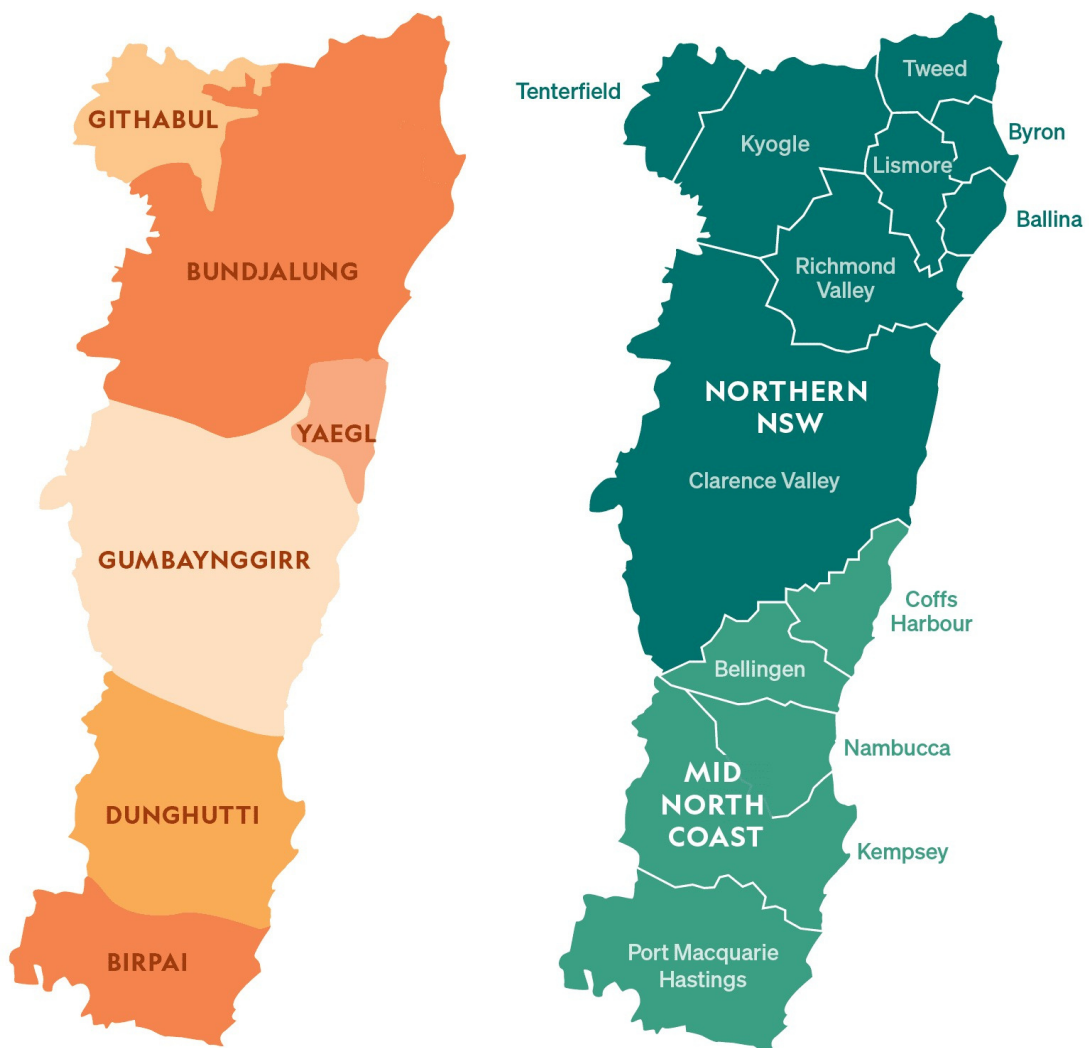 GITHABUL
BUNDJALUNG
YAEGL
GUMBAYNGGIRR
DUNGHUTTI
BIRPAI
Tenterfield
Tweed
Kyogle
Byron
Lismore
Ballina
Richmond
Valley
NORTHERN
NSW
Clarence Valley
Coffs
Harbour
Bellingen
Nambucca
MID
NORTH
COAST
Kempsey
Port Macquarie
Hastings